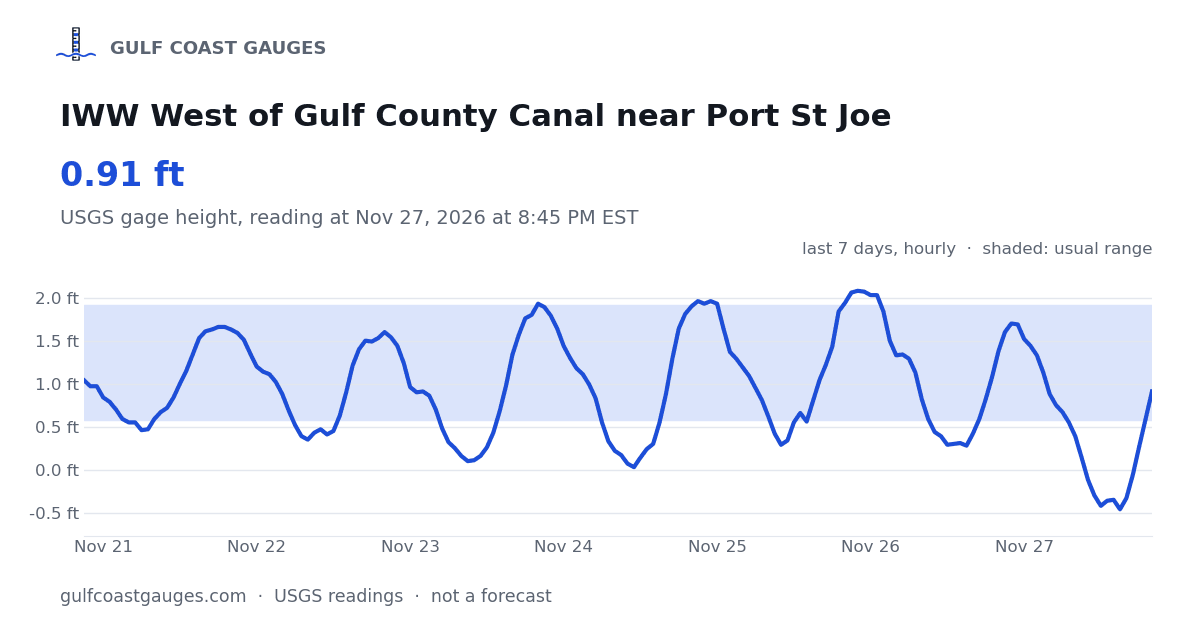 GULF COAST GAUGES
IWW West of Gulf County Canal near Port St Joe
0.91 ft
USGS gage height, reading at Nov 27, 2026 at 8:45 PM EST
last 7 days, hourly · shaded: usual range
2.0 ft
1.5 ft
1.0 ft
0.5 ft
0.0 ft
-0.5 ft
Nov 21 Nov 22 Nov 23 Nov 24 Nov 25 Nov 26 Nov 27
gulfcoastgauges.com · USGS readings · not a forecast